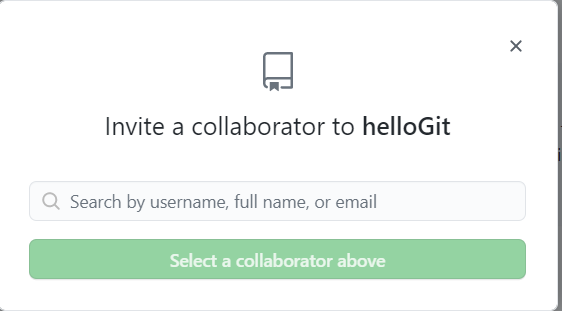 Invite a collaborator to helloGit
Search by username, full name, or email
Select a collaborator above